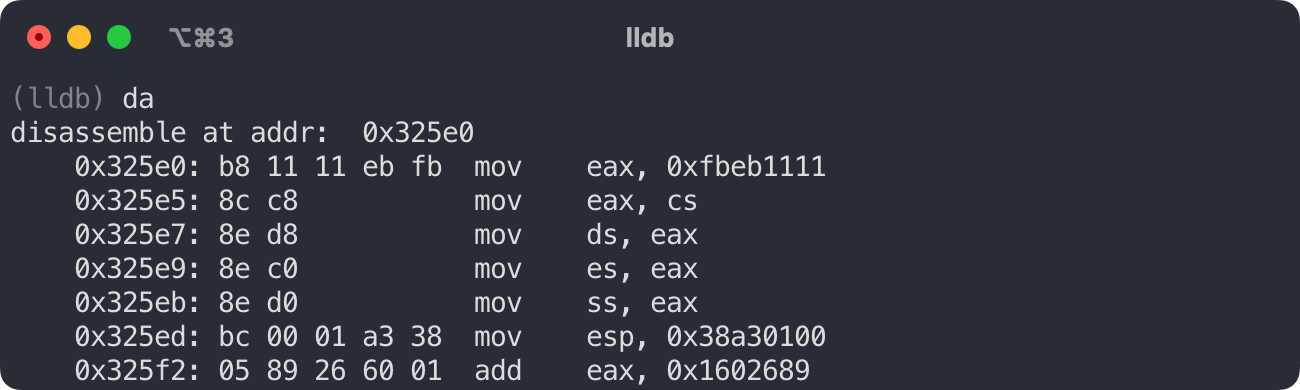 ⌥⌘3 lldb
(lldb) da
disassemble at addr:  0x325e0
    0x325e0: b8 11 11 eb fb  mov    eax, 0xfbeb1111
    0x325e5: 8c c8           mov    eax, cs
    0x325e7: 8e d8           mov    ds, eax
    0x325e9: 8e c0           mov    es, eax
    0x325eb: 8e d0           mov    ss, eax
    0x325ed: bc 00 01 a3 38  mov    esp, 0x38a30100
    0x325f2: 05 89 26 60 01  add    eax, 0x1602689